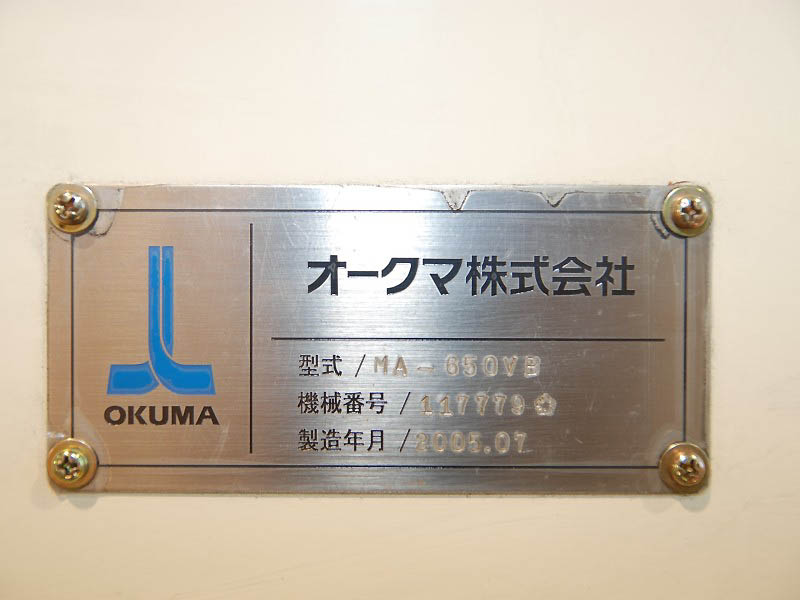 オークマ株式会社
OKUMA
型式 / MA-650VB
機械番号 / 117779
製造年月 / 2005.07